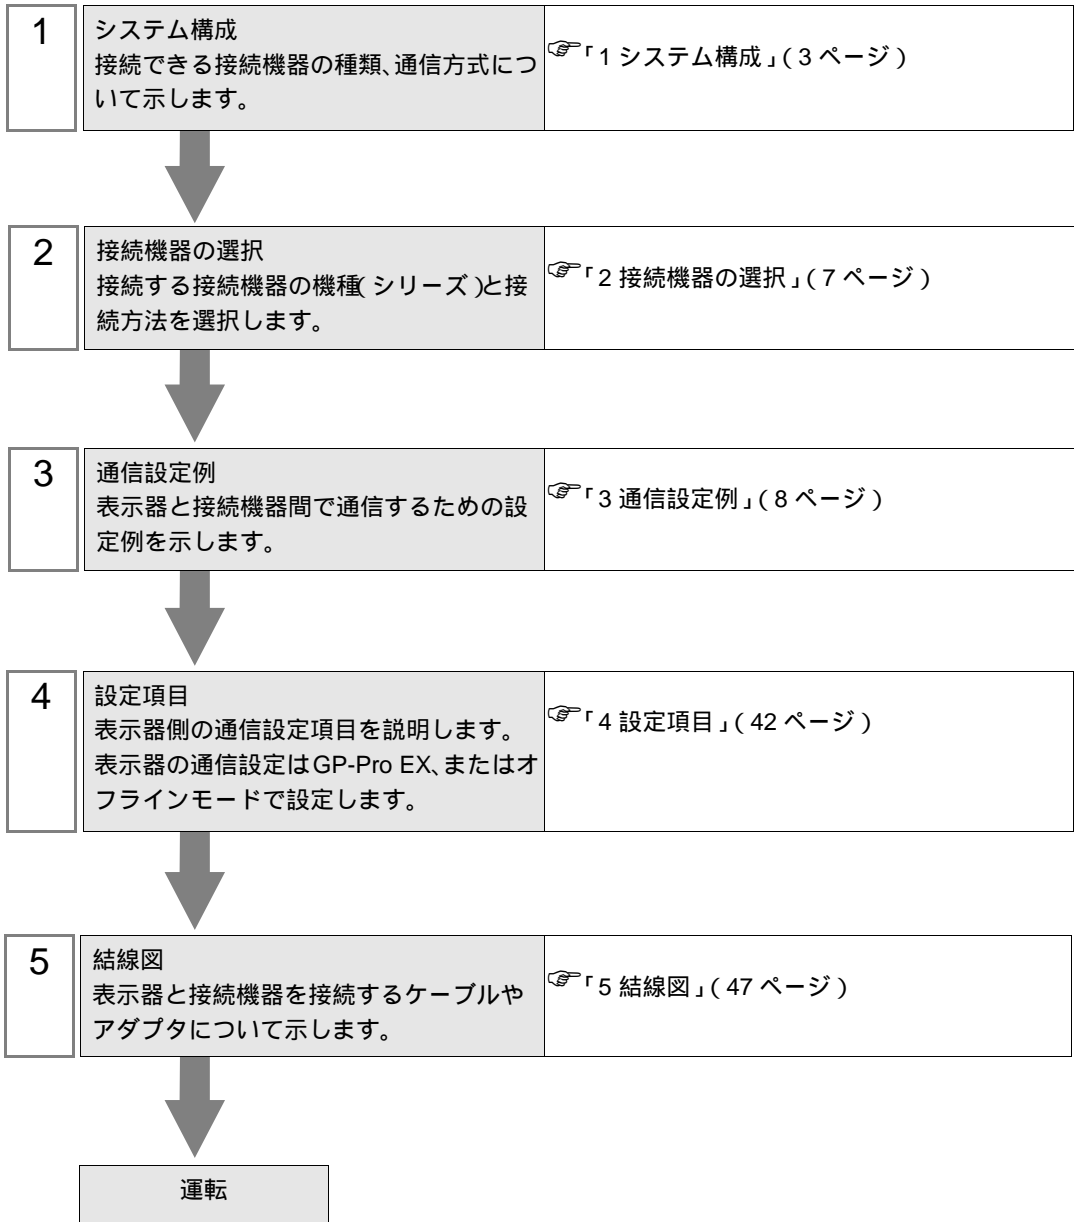 1
システム構成
接続できる接続機器の種類、通信方式につ
いて示します。
☞「1 システム構成」(3 ページ)
2
接続機器の選択
接続する接続機器の機種(シリーズ)と接
続方法を選択します。
☞「2 接続機器の選択」(7 ページ)
3
通信設定例
表示器と接続機器間で通信するための設
定例を示します。
☞「3 通信設定例」(8 ページ)
4
設定項目
表示器側の通信設定項目を説明します。
表示器の通信設定はGP-Pro EX、またはオ
フラインモードで設定します。
☞「4 設定項目」(42 ページ)
5
結線図
表示器と接続機器を接続するケーブルや
アダプタについて示します。
☞「5 結線図」(47 ページ)
運転